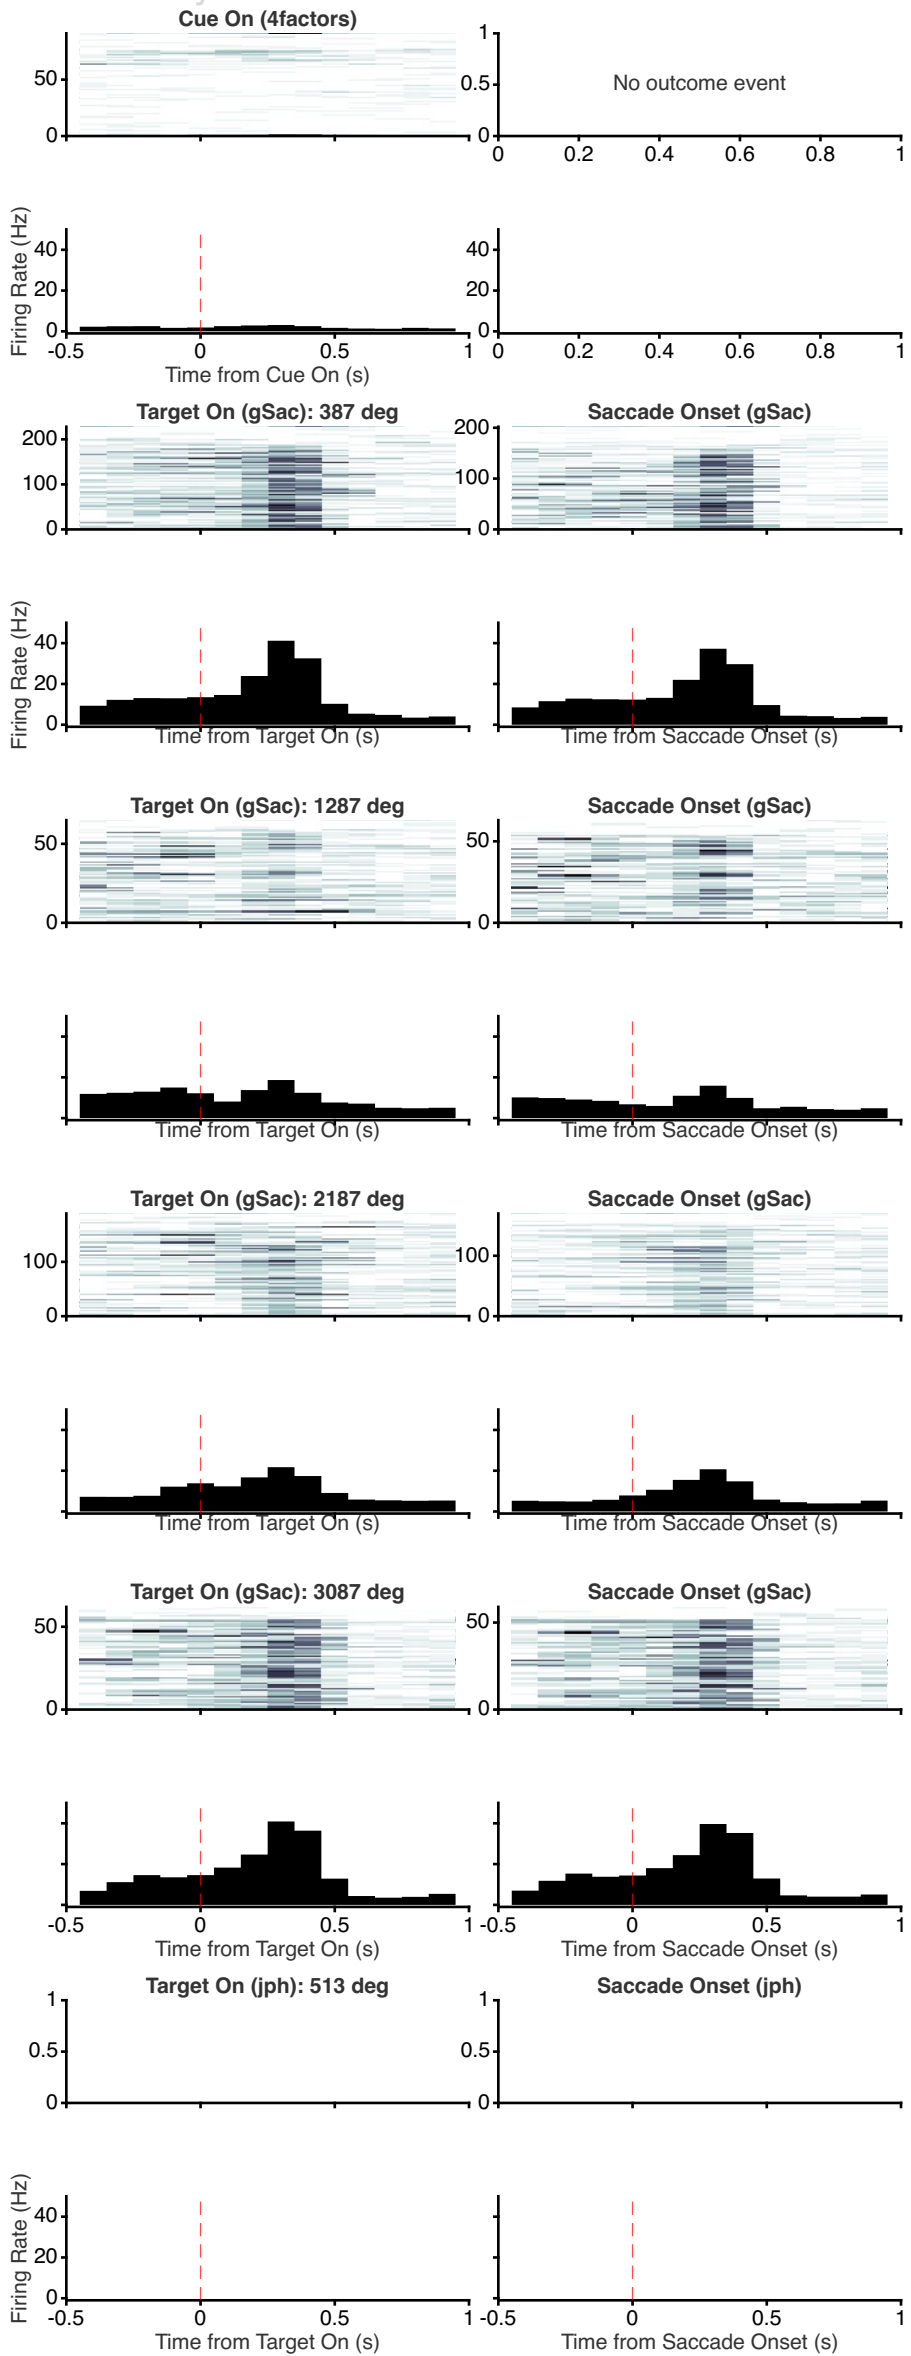 Cue On (4factors)
50
0
1
0.5
0
No outcome event
0 0.2 0.4 0.6 0.8 1
Firing Rate (Hz)
40
20
0
-0.5 0 0.5 1
Time from Cue On (s)
40
20
0
0 0.2 0.4 0.6 0.8 1
Target On (gSac): 387 deg
200
100
0
Saccade Onset (gSac)
200
100
0
Firing Rate (Hz)
40
20
0
Time from Target On (s)
Time from Saccade Onset (s)
Target On (gSac): 1287 deg
50
0
Saccade Onset (gSac)
50
0
Time from Target On (s)
Time from Saccade Onset (s)
Target On (gSac): 2187 deg
100
0
Saccade Onset (gSac)
100
0
Time from Target On (s)
Time from Saccade Onset (s)
Target On (gSac): 3087 deg
50
0
Saccade Onset (gSac)
50
0
-0.5 0 0.5 1
Time from Target On (s)
-0.5 0 0.5 1
Time from Saccade Onset (s)
Target On (jph): 513 deg
1
0.5
0
Saccade Onset (jph)
1
0.5
0
Firing Rate (Hz)
40
20
0
-0.5 0 0.5 1
Time from Target On (s)
-0.5 0 0.5 1
Time from Saccade Onset (s)